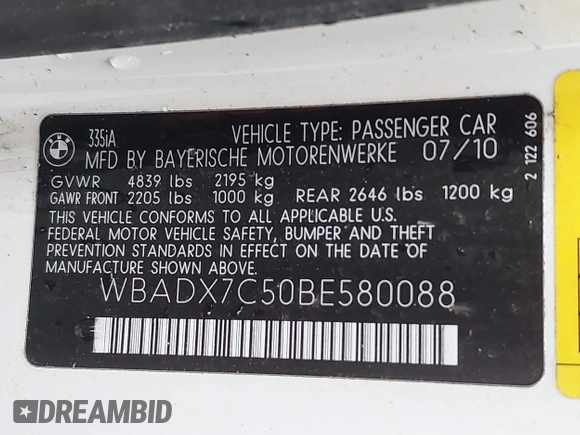 BMW
335iA
VEHICLE TYPE: PASSENGER CAR
MFD BY BAYERISCHE MOTORENWERKE 07/10
GVWR 4839 lbs 2195 kg
GAWR FRONT 2205 lbs 1000 kg REAR 2646 lbs 1200 kg
THIS VEHICLE CONFORMS TO ALL APPLICABLE U.S.
FEDERAL MOTOR VEHICLE SAFETY, BUMPER AND THEFT
PREVENTION STANDARDS IN EFFECT ON THE DATE OF
MANUFACTURE SHOWN ABOVE.
WBADX7C50BE580088
2 122 606
DREAMBID